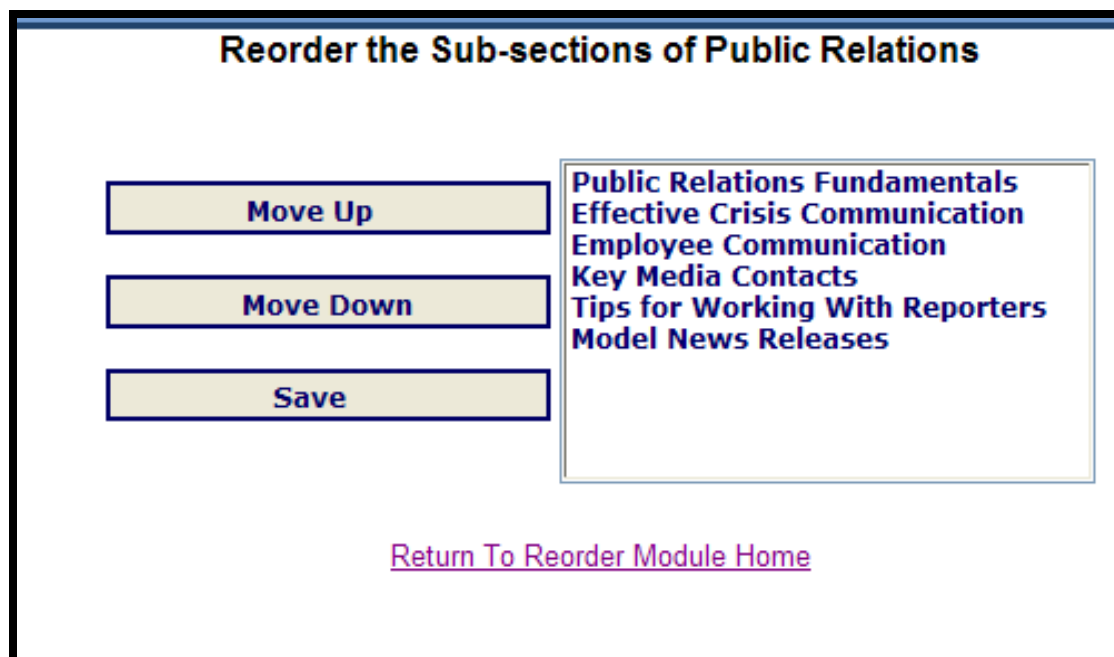 Reorder the Sub-sections of Public Relations
Move Up
Move Down
Save
Public Relations Fundamentals
Effective Crisis Communication
Employee Communication
Key Media Contacts
Tips for Working With Reporters
Model News Releases
Return To Reorder Module Home